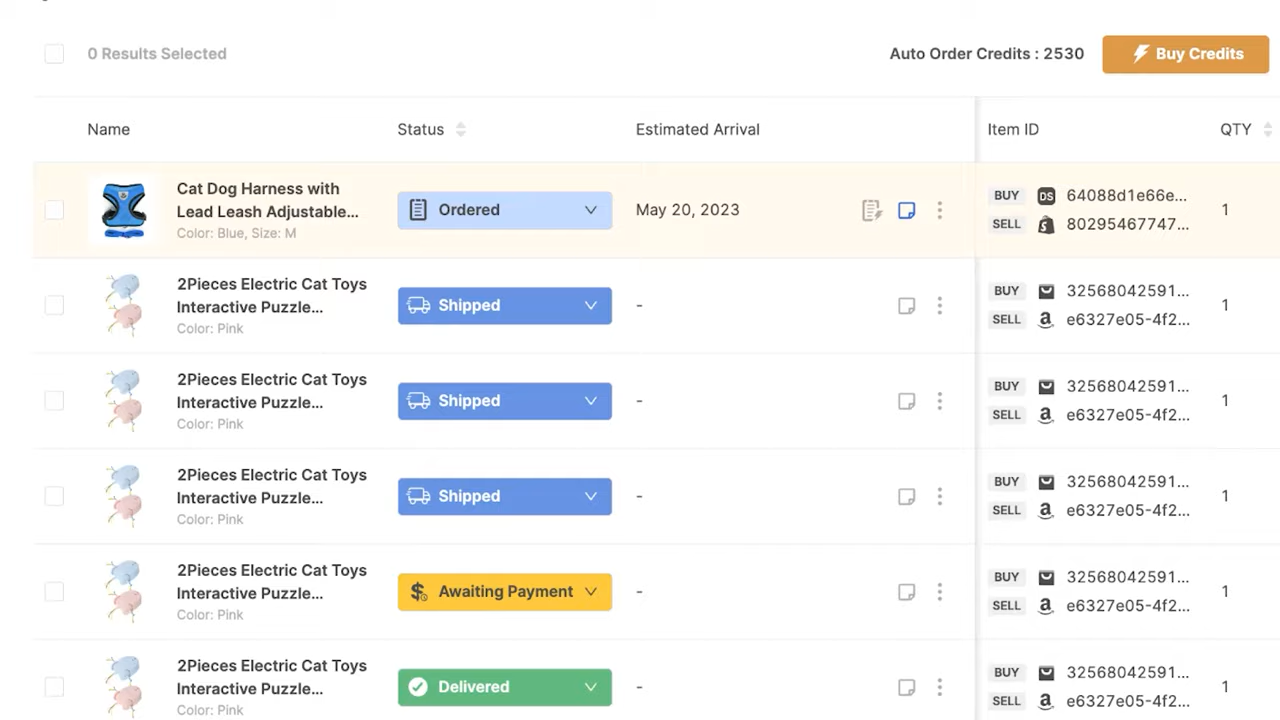 0 Results Selected
Auto Order Credits : 2530
Buy Credits
Name
Status
Estimated Arrival
Item ID
QTY
Cat Dog Harness with
Lead Leash Adjustable...
Color: Blue, Size: M
Ordered
May 20, 2023
BUY DS 64088d1e66e...
SELL 80295467747...
1
2Pieces Electric Cat Toys
Interactive Puzzle...
Color: Pink
Shipped
-
BUY 32568042591...
SELL a e6327e05-4f2...
1
2Pieces Electric Cat Toys
Interactive Puzzle...
Color: Pink
Shipped
-
BUY 32568042591...
SELL a e6327e05-4f2...
1
2Pieces Electric Cat Toys
Interactive Puzzle...
Color: Pink
Shipped
-
BUY 32568042591...
SELL a e6327e05-4f2...
1
2Pieces Electric Cat Toys
Interactive Puzzle...
Color: Pink
Awaiting Payment
-
BUY 32568042591...
SELL a e6327e05-4f2...
1
2Pieces Electric Cat Toys
Interactive Puzzle...
Color: Pink
Delivered
-
BUY 32568042591...
SELL a e6327e05-4f2...
1